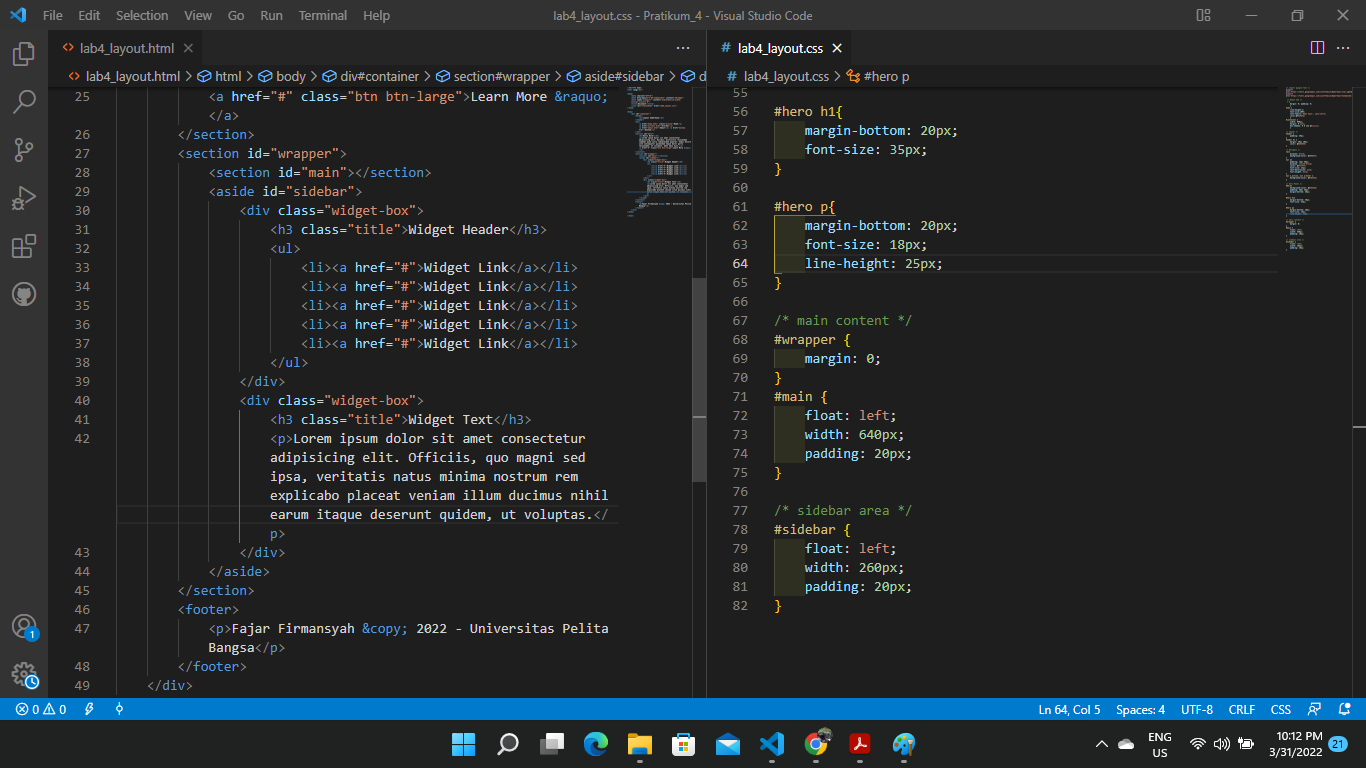 File Edit Selection View Go Run Terminal Help lab4_layout.css - Pratikum_4 - Visual Studio Code
lab4_layout.html
lab4_layout.html > html > body > div#container > section#wrapper > aside#sidebar > d
25 <a href="#" class="btn btn-large">Learn More &raquo;
</a>
26 </section>
27 <section id="wrapper">
28 <section id="main"></section>
29 <aside id="sidebar">
30 <div class="widget-box">
31 <h3 class="title">Widget Header</h3>
32 <ul>
33 <li><a href="#">Widget Link</a></li>
34 <li><a href="#">Widget Link</a></li>
35 <li><a href="#">Widget Link</a></li>
36 <li><a href="#">Widget Link</a></li>
37 <li><a href="#">Widget Link</a></li>
38 </ul>
39 </div>
40 <div class="widget-box">
41 <h3 class="title">Widget Text</h3>
42 <p>Lorem ipsum dolor sit amet consectetur
adipisicing elit. Officiis, quo magni sed
ipsa, veritatis natus minima nostrum rem
explicabo placeat veniam illum ducimus nihil
earum itaque deserunt quidem, ut voluptas.</
p>
43 </div>
44 </aside>
45 </section>
46 <footer>
47 <p>Fajar Firmansyah &copy; 2022 - Universitas Pelita
Bangsa</p>
48 </footer>
49 </div>
lab4_layout.css
lab4_layout.css > #hero p
55
56 #hero h1{
57 margin-bottom: 20px;
58 font-size: 35px;
59 }
60
61 #hero p{
62 margin-bottom: 20px;
63 font-size: 18px;
64 line-height: 25px;
65 }
66
67 /* main content */
68 #wrapper {
69 margin: 0;
70 }
71 #main {
72 float: left;
73 width: 640px;
74 padding: 20px;
75 }
76
77 /* sidebar area */
78 #sidebar {
79 float: left;
80 width: 260px;
81 padding: 20px;
82 }
1
0 0 Ln 64, Col 5 Spaces: 4 UTF-8 CRLF CSS
ENG
US
10:12 PM
3/31/2022
21